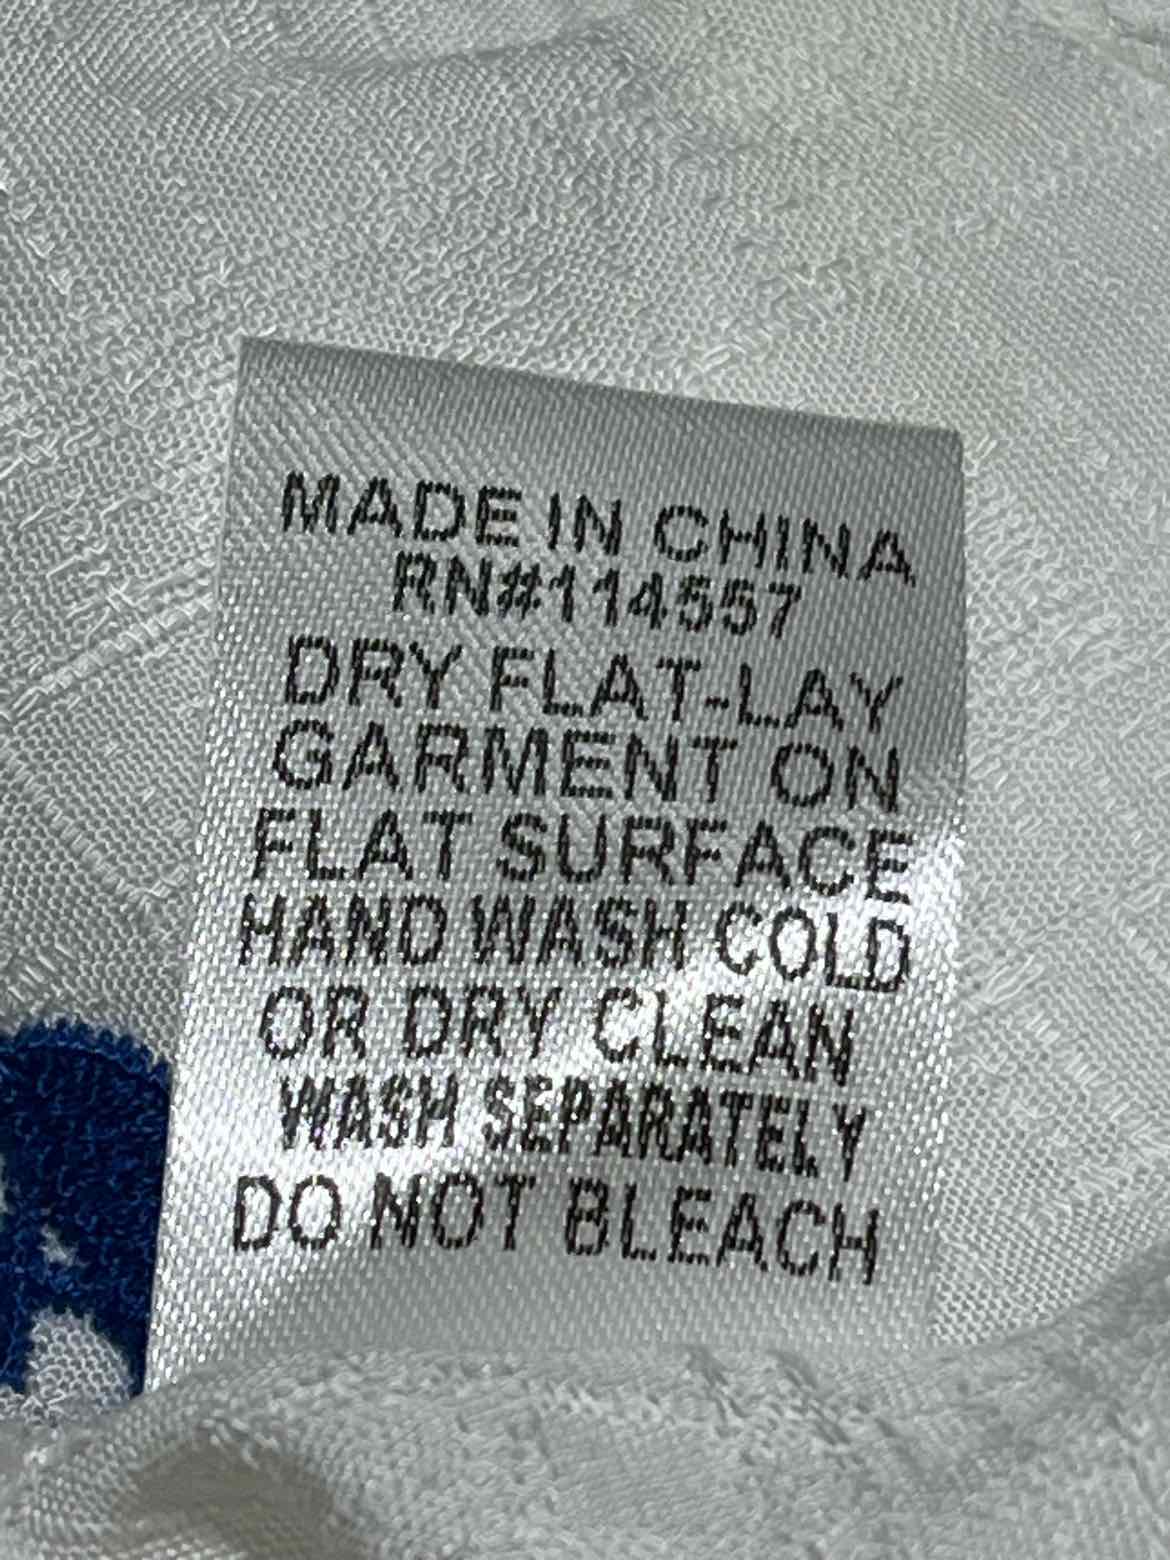 MADE IN CHINA
RN#114557
DRY FLAT-LAY
GARMENT ON
FLAT SURFACE
HAND WASH COLD
OR DRY CLEAN
WASH SEPARATELY
DO NOT BLEACH